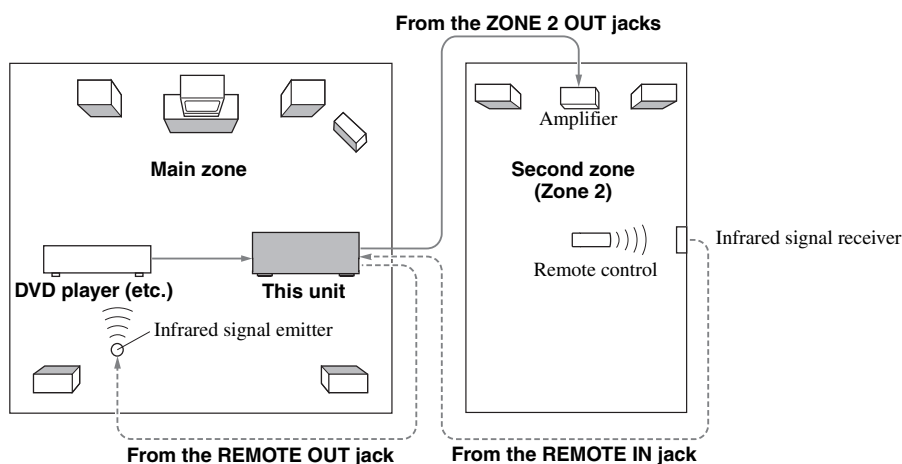 From the ZONE 2 OUT jacks
Amplifier
Main zone
Second zone
(Zone 2)
Infrared signal receiver
Remote control
DVD player (etc.)
This unit
Infrared signal emitter
From the REMOTE OUT jack
From the REMOTE IN jack